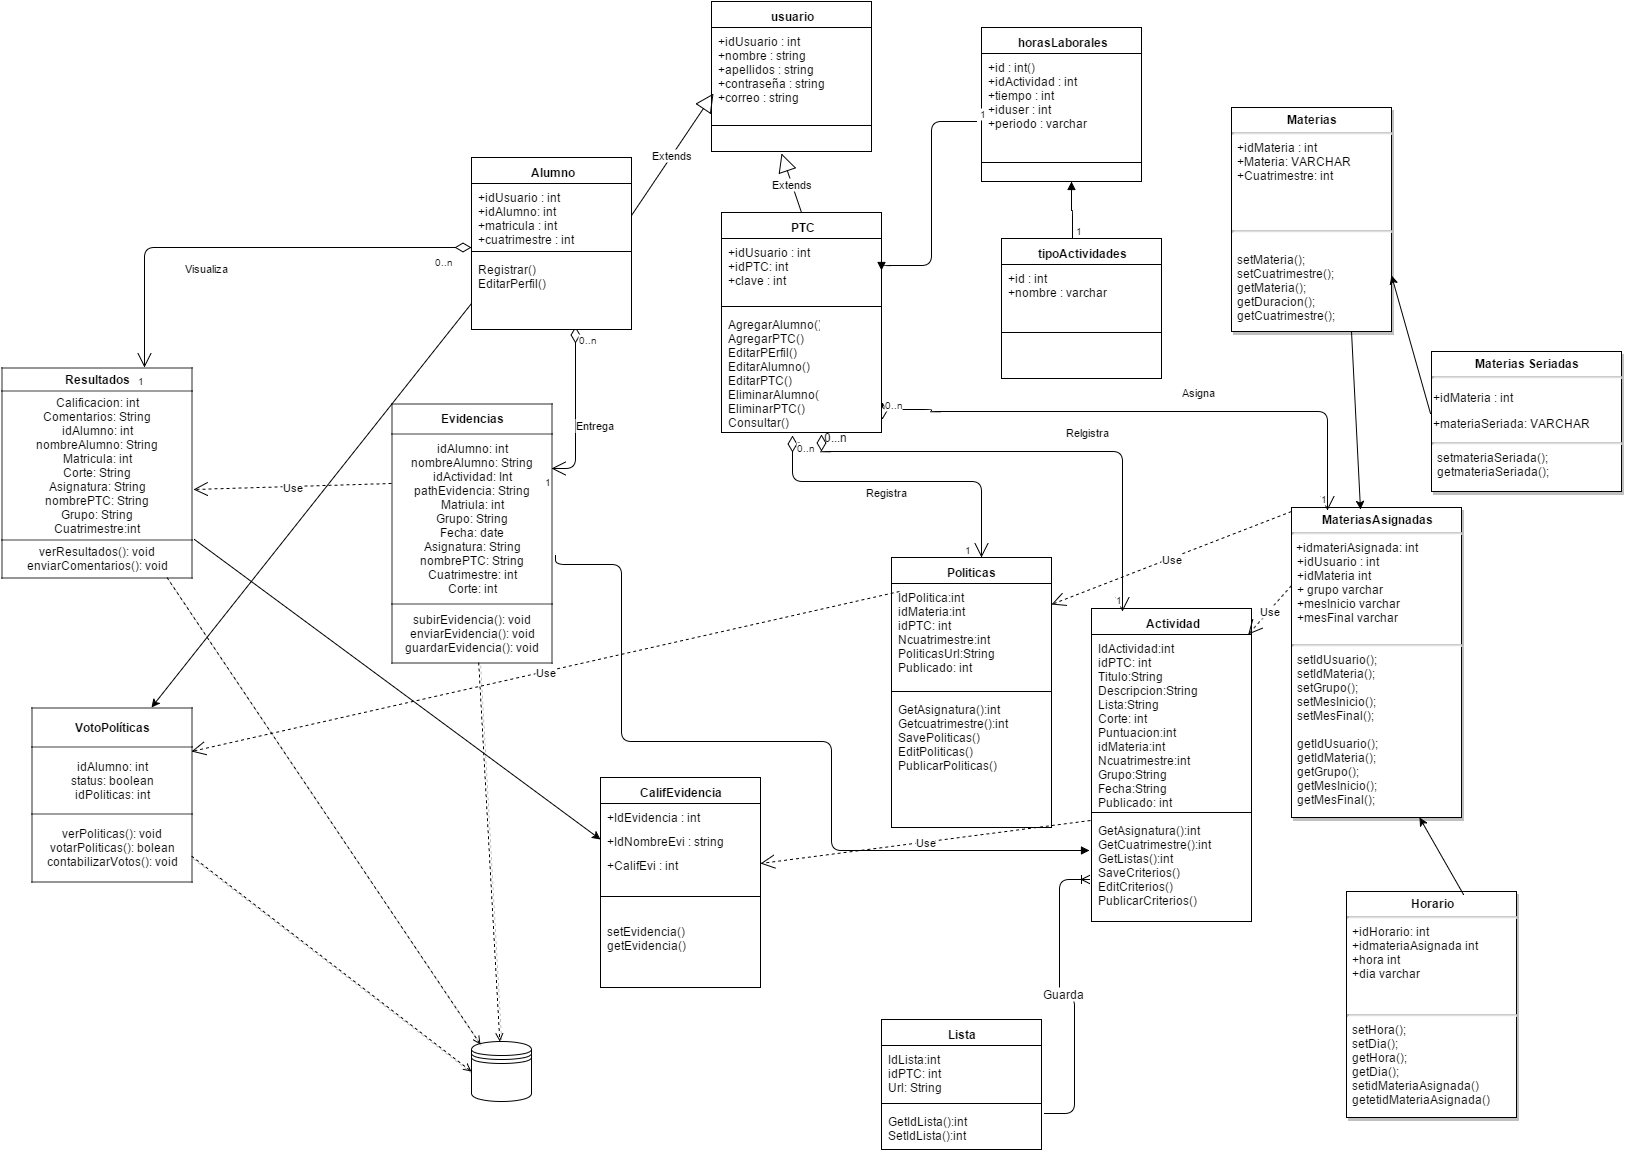 usuario
+idUsuario : int
+nombre : string
+apellidos : string
+contraseña : string
+correo : string
horasLaborales
+id : int()
+idActividad : int
+tiempo : int
+iduser : int
+periodo : varchar
1
Materias
+idMateria : int
+Materia: VARCHAR
+Cuatrimestre: int
setMateria();
setCuatrimestre();
getMateria();
getDuracion();
getCuatrimestre();
Extends
Extends
Alumno
+idUsuario : int
+idAlumno: int
+matricula : int
+cuatrimestre : int
Registrar()
EditarPerfil()
0..n
Visualiza
0..n
Entrega
PTC
+idUsuario : int
+idPTC: int
+clave : int
AgregarAlumno()
AgregarPTC()
EditarPErfil()
EditarAlumno()
EditarPTC()
EliminarAlumno(
EliminarPTC()
Consultar()
1
tipoActividades
+id : int
+nombre : varchar
Materias Seriadas
+idMateria : int
+materiaSeriada: VARCHAR
setmateriaSeriada();
getmateriaSeriada();
0..n
Asigna
0..n
0...n
Relgistra
Registra
1
1
1
Resultados
1
Calificacion: int
Comentarios: String
idAlumno: int
nombreAlumno: String
Matricula: int
Corte: String
Asignatura: String
nombrePTC: String
Grupo: String
Cuatrimestre:int
verResultados(): void
enviarComentarios(): void
Use
Evidencias
idAlumno: int
nombreAlumno: String
idActividad: Int
pathEvidencia: String
Matriula: int
Grupo: String
Fecha: date
Asignatura: String
nombrePTC: String
Cuatrimestre: int
Corte: int
subirEvidencia(): void
enviarEvidencia(): void
guardarEvidencia(): void
1
MateriasAsignadas
+idmateriAsignada: int
+idUsuario : int
+idMateria int
+ grupo varchar
+mesInicio varchar
+mesFinal varchar
setIdUsuario();
setIdMateria();
setGrupo();
setMesInicio();
setMesFinal();
getIdUsuario();
getIdMateria();
getGrupo();
getMesInicio();
getMesFinal();
Use
Use
Use
Politicas
IdPolitica:int
idMateria:int
idPTC: int
Ncuatrimestre:int
PoliticasUrl:String
Publicado: int
GetAsignatura():int
Getcuatrimestre():int
SavePoliticas()
EditPoliticas()
PublicarPoliticas()
Actividad
IdActividad:int
idPTC: int
Titulo:String
Descripcion:String
Lista:String
Corte: int
Puntuacion:int
idMateria:int
Ncuatrimestre:int
Grupo:String
Fecha:String
Publicado: int
GetAsignatura():int
GetCuatrimestre():int
GetListas():int
SaveCriterios()
EditCriterios()
PublicarCriterios()
VotoPolíticas
idAlumno: int
status: boolean
idPoliticas: int
verPoliticas(): void
votarPoliticas(): bolean
contabilizarVotos(): void
CalifEvidencia
+IdEvidencia : int
+IdNombreEvi : string
+CalifEvi : int
setEvidencia()
getEvidencia()
Use
Horario
+idHorario: int
+idmateriaAsignada int
+hora int
+dia varchar
setHora();
setDia();
getHora();
getDia();
setidMateriaAsignada()
getetidMateriaAsignada()
Guarda
Lista
IdLista:int
idPTC: int
Url: String
GetIdLista():int
SetIdLista():int